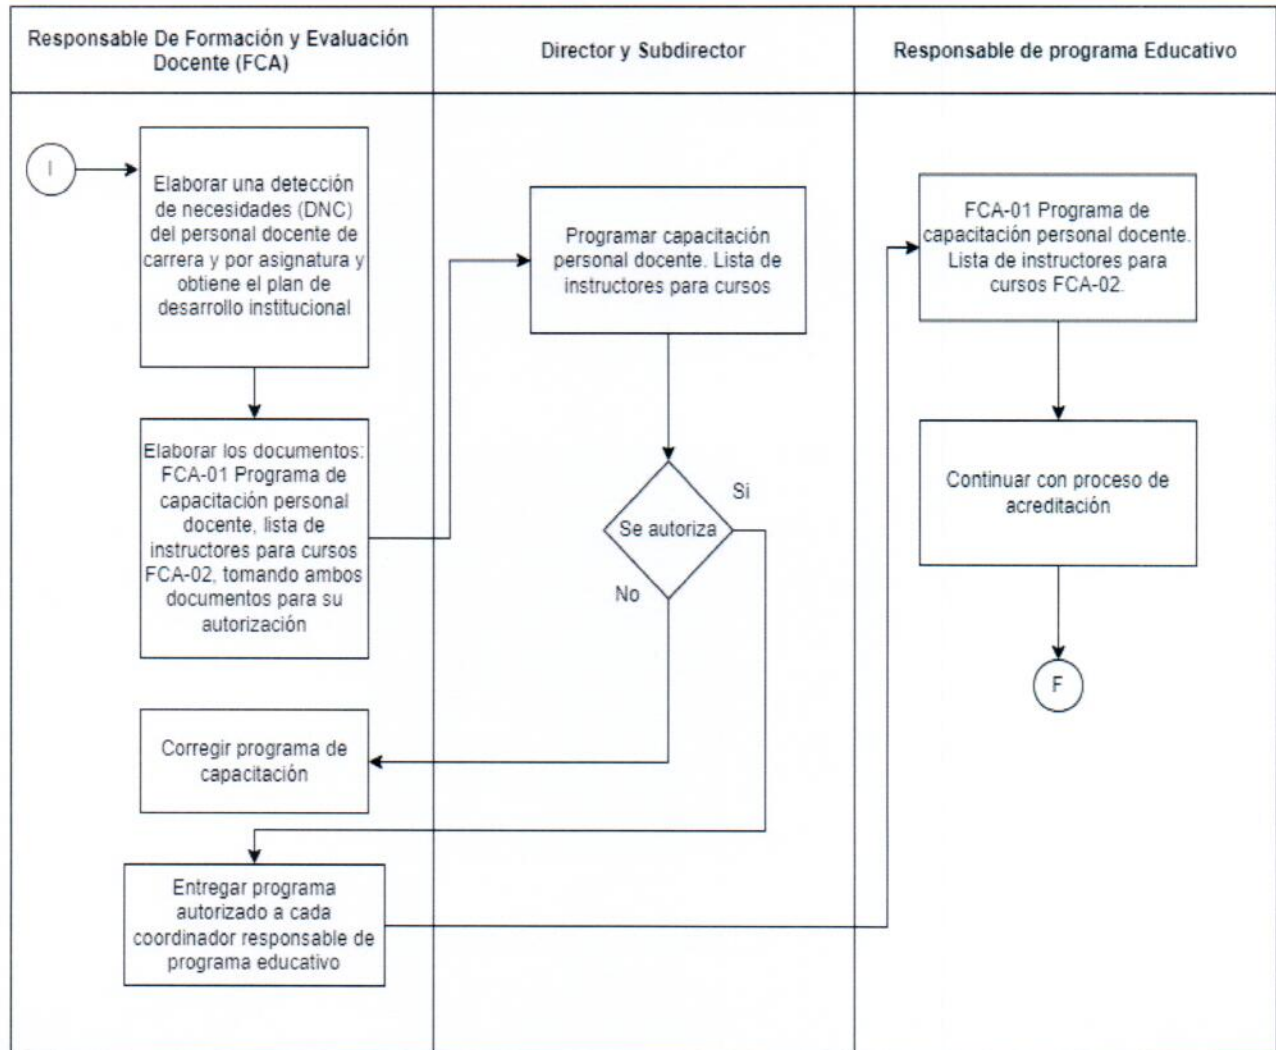 Responsable De Formación y Evaluación
Docente (FCA)
Director y Subdirector
Responsable de programa Educativo
I
Elaborar una detección
de necesidades (DNC)
del personal docente de
carrera y por asignatura y
obtiene el plan de
desarrollo institucional
Programar capacitación
personal docente. Lista de
instructores para cursos
FCA-01 Programa de
capacitación personal docente.
Lista de instructores para
cursos FCA-02.
Elaborar los documentos:
FCA-01 Programa de
capacitación personal
docente, lista de
instructores para cursos
FCA-02, tomando ambos
documentos para su
autorización
Si
Se autoriza
No
Continuar con proceso de
acreditación
F
Corregir programa de
capacitación
Entregar programa
autorizado a cada
coordinador responsable de
programa educativo